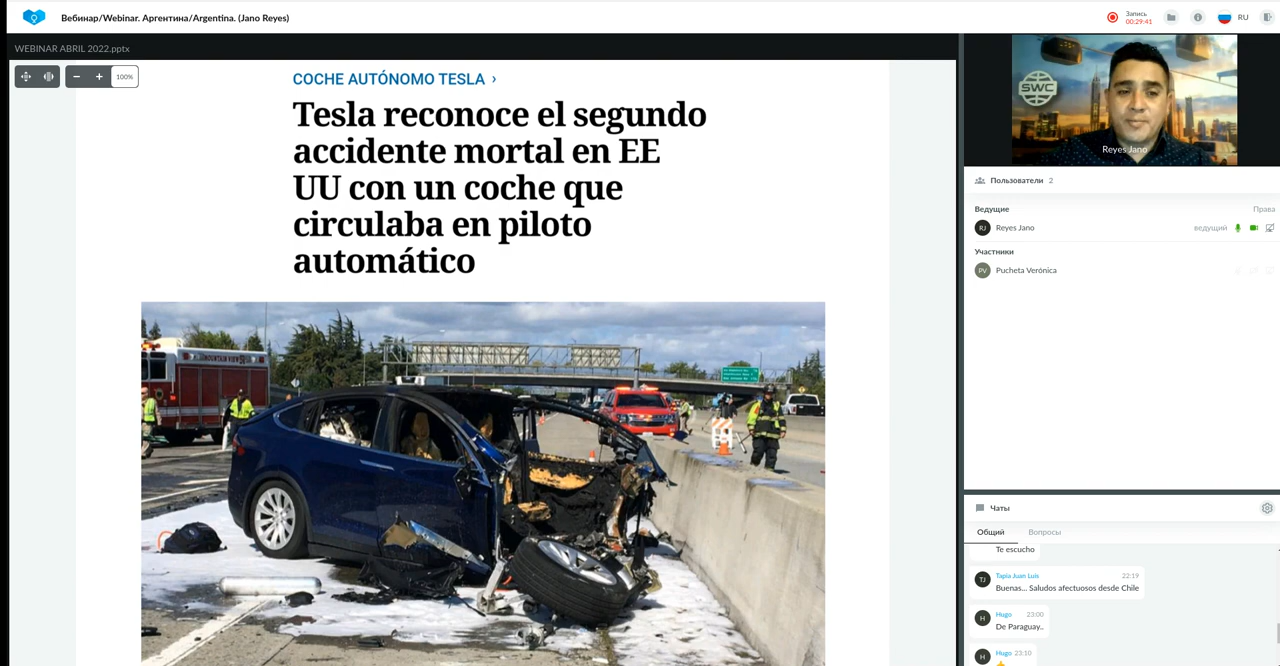 Вебинар/Webinar. Аргентина/Argentina. (Jano Reyes)
Запись
00:29:41
RU
WEBINAR ABRIL 2022.pptx
100%
COCHE AUTÓNOMO TESLA ›
Tesla reconoce el segundo
accidente mortal en EE
UU con un coche que
circulaba en piloto
automático
MOUNTAIN VIEW
SWC
Reyes Jano
Пользователи 2
Ведущие
Права
RJ
Reyes Jano
ведущий
Участники
PV
Pucheta Verónica
Чаты
Общий
Вопросы
Te escucho
TJ
Tapia Juan Luis
22:19
Buenas... Saludos afectuosos desde Chile
H
Hugo
23:00
De Paraguay..
H
Hugo 23:10